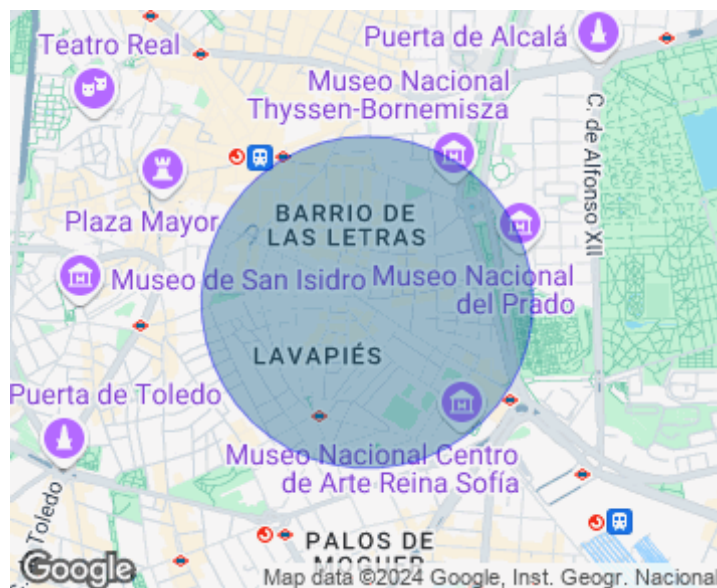 Teatro Real
Puerta de Alcalá
Museo Nacional
Thyssen-Bornemisza
C. de Alfonso XII
Plaza Mayor
BARRIO DE
LAS LETRAS
Museo de San Isidro
Museo Nacional
del Prado
LAVAPIÉS
Puerta de Toledo
Museo Nacional Centro
de Arte Reina Sofía
Toledo
PALOS DE
MOGUER
Google
Map data ©2024 Google, Inst. Geogr. Nacional